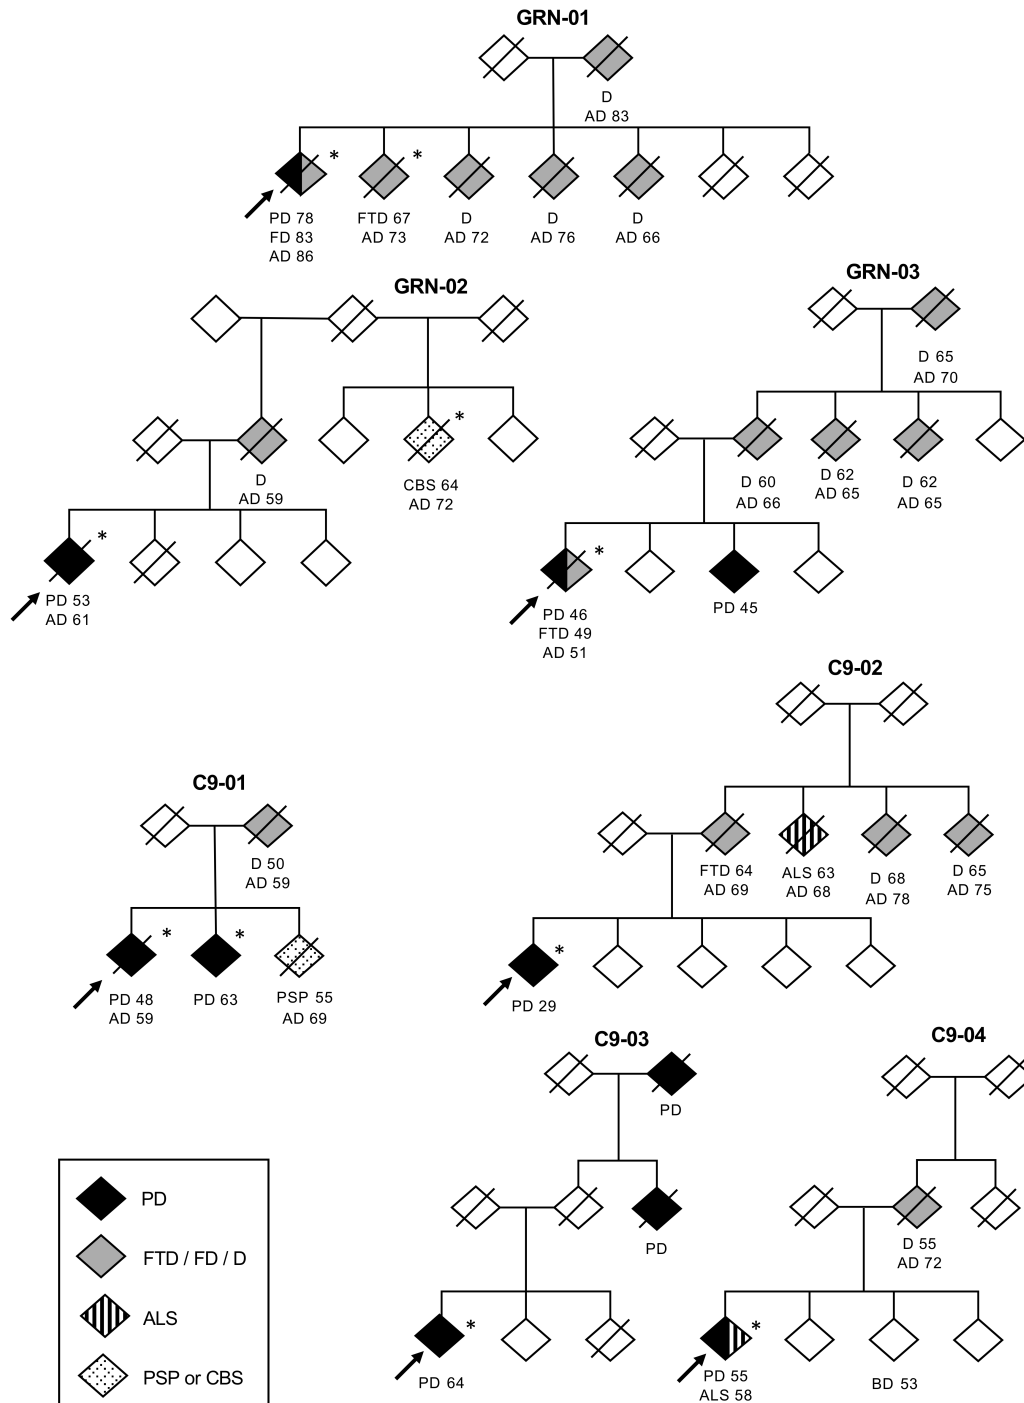 GRN-01
D
AD 83
*
*
PD 78
FD 83
AD 86
FTD 67
AD 73
D
AD 72
D
AD 76
D
AD 66
GRN-02
*
D
AD 59
CBS 64
AD 72
*
PD 53
AD 61
GRN-03
D 65
AD 70
D 60
AD 66
D 62
AD 65
D 62
AD 65
*
PD 46
FTD 49
AD 51
PD 45
C9-01
D 50
AD 59
*
*
PD 48
AD 59
PD 63
PSP 55
AD 69
C9-02
FTD 64
AD 69
ALS 63
AD 68
D 68
AD 78
D 65
AD 75
*
PD 29
C9-03
PD
PD
*
PD 64
C9-04
D 55
AD 72
*
PD 55
ALS 58
BD 53
PD
FTD / FD / D
ALS
PSP or CBS